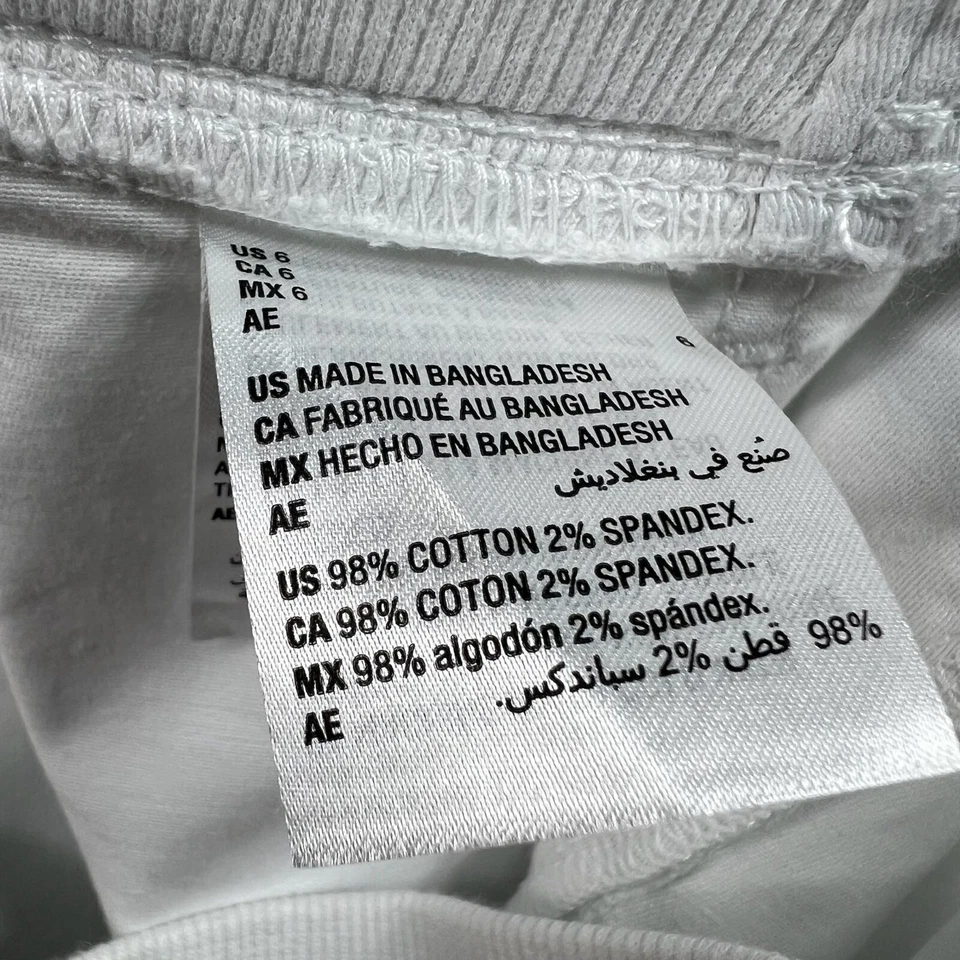 US 6
CA 6
MX 6
AE
6
US MADE IN BANGLADESH
CA FABRIQUÉ AU BANGLADESH
MX HECHO EN BANGLADESH
صُنع في بنغلاديش
AE
US 98% COTTON 2% SPANDEX.
CA 98% COTON 2% SPANDEX.
MX 98% algodón 2% spándex.
98% قطن 2% سباندكس.
AE